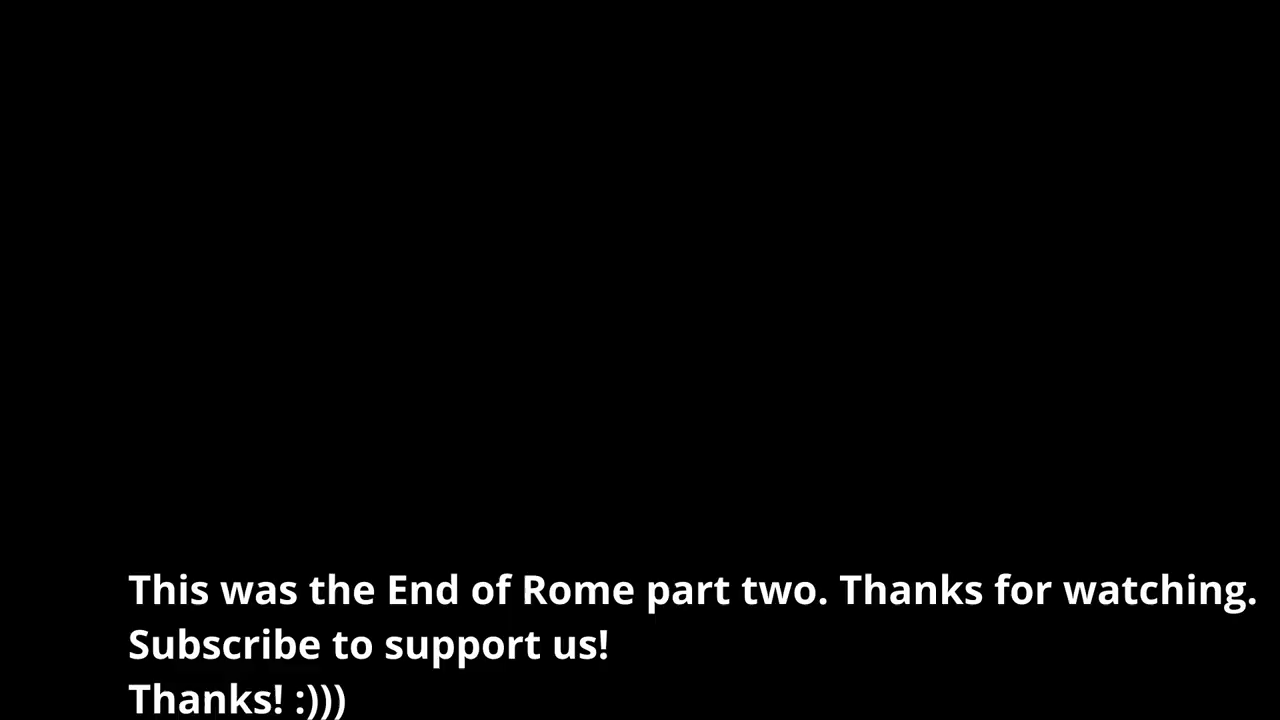 This was the End of Rome part two. Thanks for watching.
Subscribe to support us!
Thanks! :)))